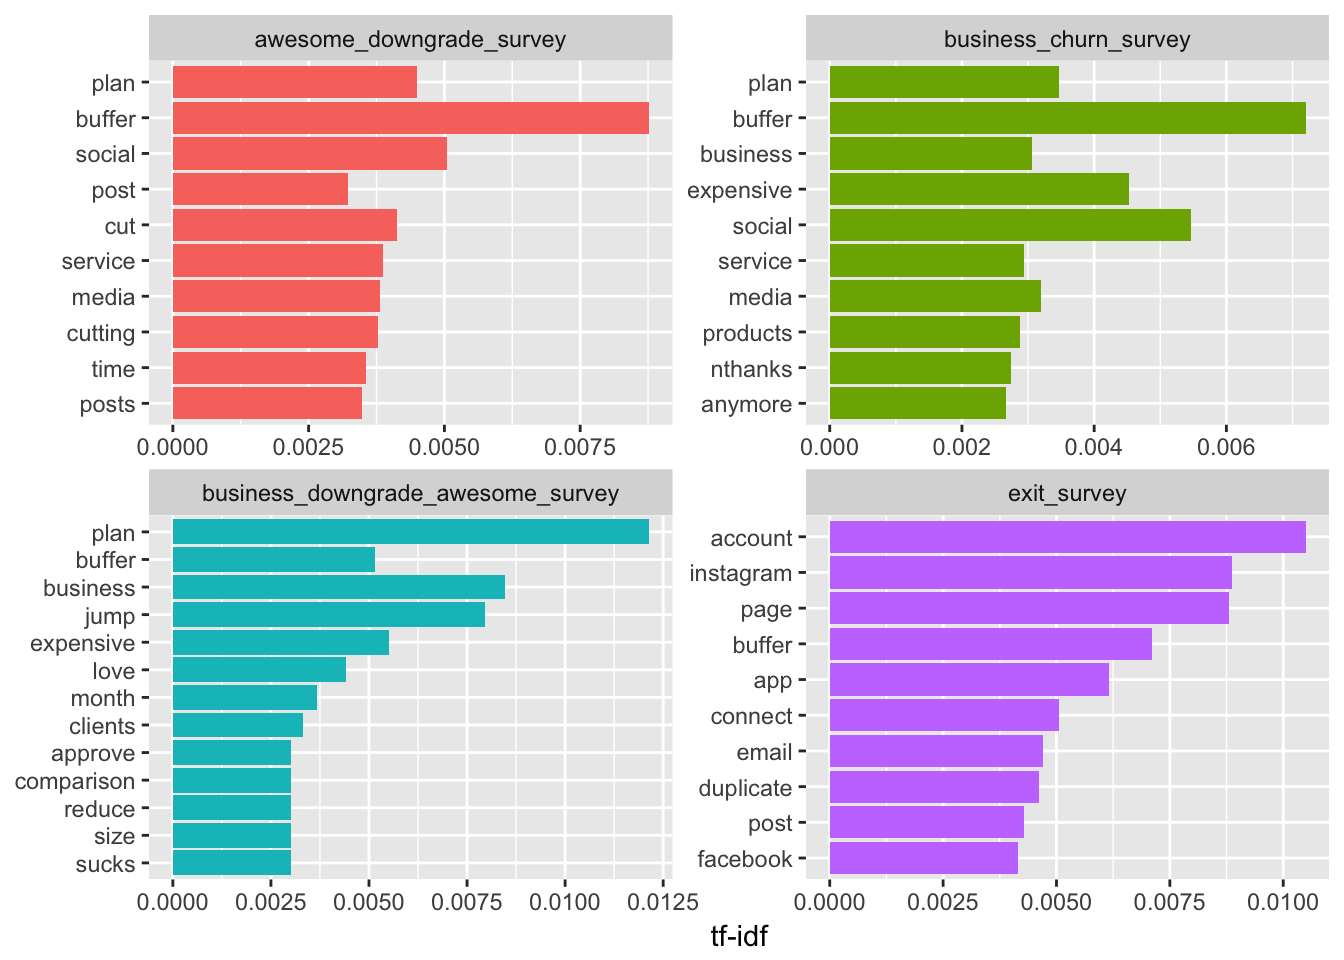 awesome_downgrade_survey
plan
buffer
social
post
cut
service
media
cutting
time
posts
0.0000 0.0025 0.0050 0.0075
business_churn_survey
plan
buffer
business
expensive
social
service
media
products
nthanks
anymore
0.000 0.002 0.004 0.006
business_downgrade_awesome_survey
plan
buffer
business
jump
expensive
love
month
clients
approve
comparison
reduce
size
sucks
0.0000 0.0025 0.0050 0.0075 0.0100 0.0125
exit_survey
account
instagram
page
buffer
app
connect
email
duplicate
post
facebook
0.0000 0.0025 0.0050 0.0075 0.0100
tf-idf